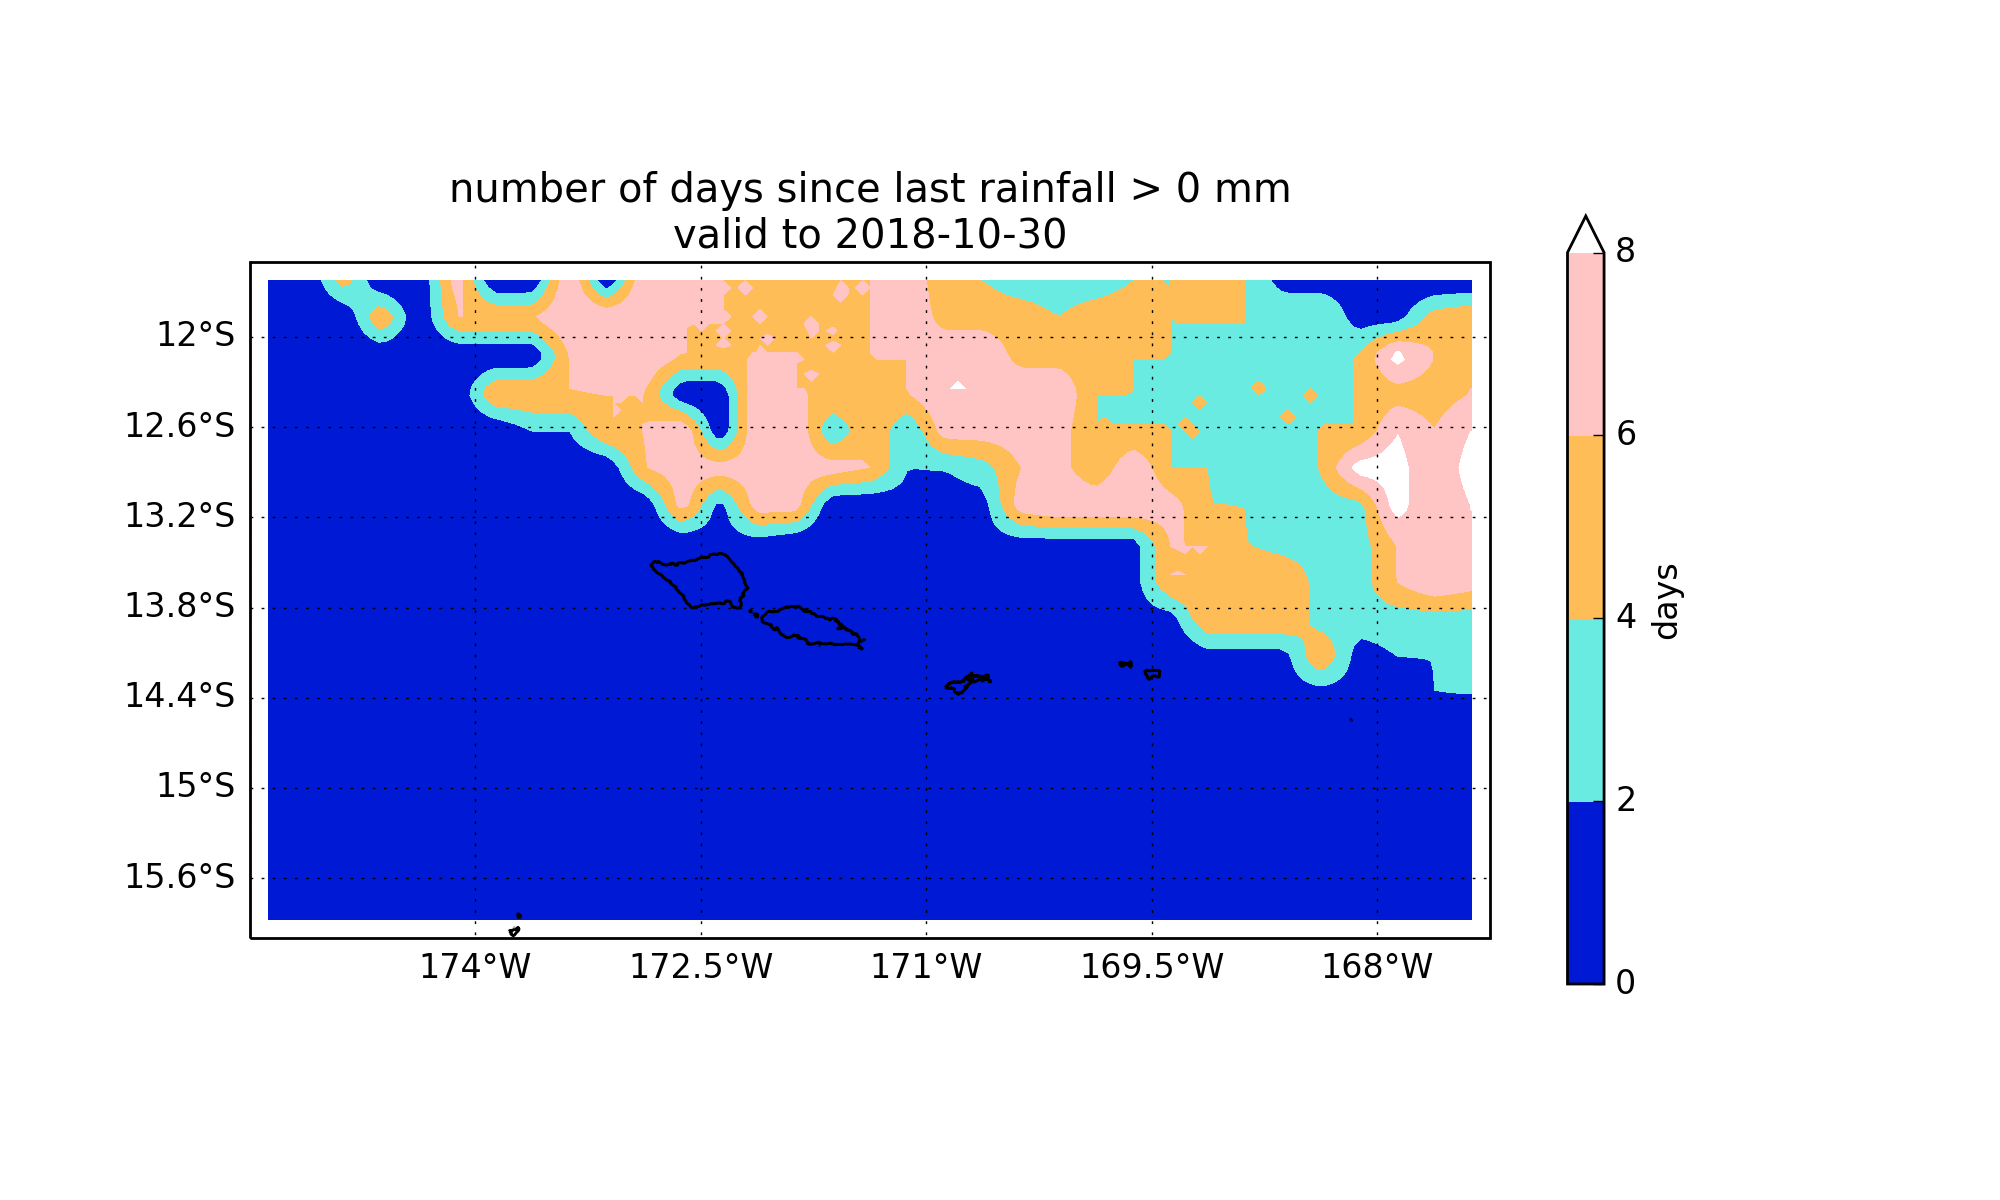 number of days since last rainfall > 0 mm
valid to 2018-10-30
12°S
12.6°S
13.2°S
13.8°S
14.4°S
15°S
15.6°S
174°W
172.5°W
171°W
169.5°W
168°W
8
6
4
2
0
days